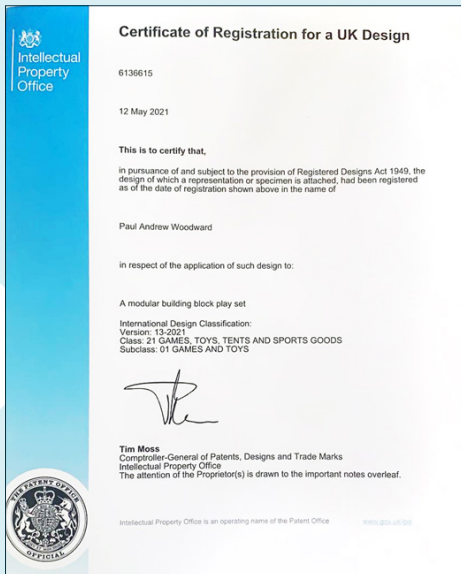 Intellectual
Property
Office
Certificate of Registration for a UK Design
6136615
12 May 2021
This is to certify that,
in pursuance of and subject to the provision of Registered Designs Act 1949, the
design of which a representation or specimen is attached, had been registered
as of the date of registration shown above in the name of
Paul Andrew Woodward
in respect of the application of such design to:
A modular building block play set
International Design Classification:
Version: 13-2021
Class: 21 GAMES, TOYS, TENTS AND SPORTS GOODS
Subclass: 01 GAMES AND TOYS
Tim Moss
Comptroller-General of Patents, Designs and Trade Marks
Intellectual Property Office
The attention of the Proprietor(s) is drawn to the important notes overleaf.
THE PATENT OFFICE
OFFICIAL
Intellectual Property Office is an operating name of the Patent Office